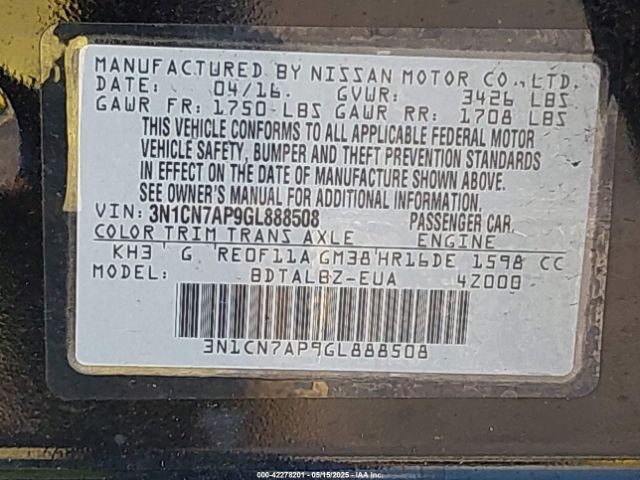 MANUFACTURED BY NISSAN MOTOR CO., LTD.
DATE: 04/16. GVWR: 3426 LBS
GAWR FR: 1750 LBS GAWR RR: 1708 LBS
THIS VEHICLE CONFORMS TO ALL APPLICABLE FEDERAL MOTOR
VEHICLE SAFETY, BUMPER AND THEFT PREVENTION STANDARDS
IN EFFECT ON THE DATE OF MANUFACTURE SHOWN ABOVE.
SEE OWNER'S MANUAL FOR ADDITIONAL INFORMATION.
VIN: 3N1CN7AP9GL888508 PASSENGER CAR.
COLOR TRIM TRANS AXLE ENGINE
KH3 G RE0F11A GM38 HR16DE 1598 CC
BDTALBZ-EUA 4Z000
3N1CN7AP9GL888508
000-42278201 - 05/15/2025 - IAA Inc.